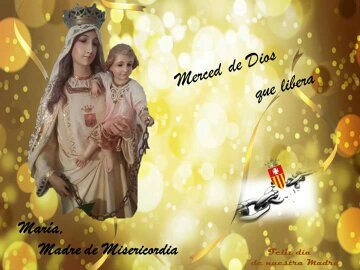 Merced de Dios
que libera
María,
Madre de Misericordia
Feliz día
de nuestra Madre